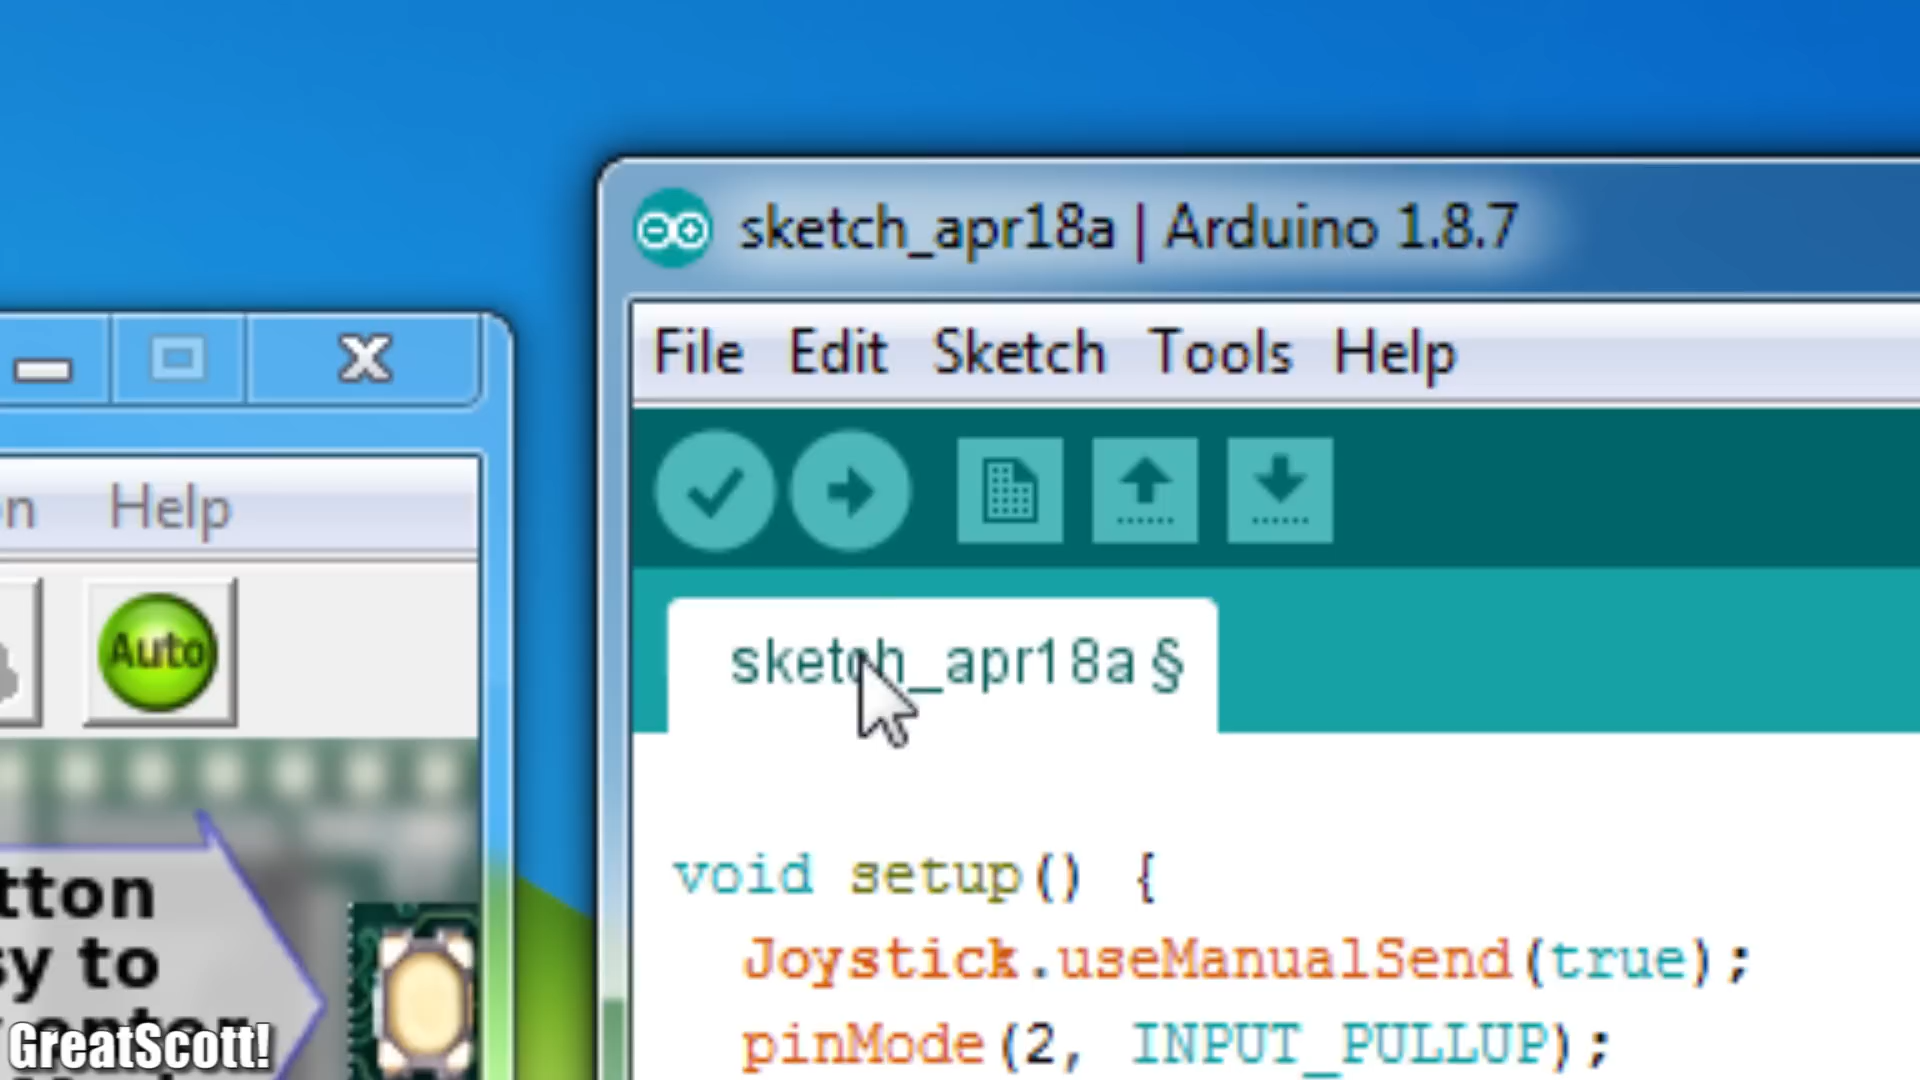 sketch_apr18a | Arduino 1.8.7
File Edit Sketch Tools Help
Help
Auto
sketch_apr18a §
void setup() {
Joystick.useManualSend(true);
pinMode(2, INPUT_PULLUP);
tton
sy to
GreatScott!